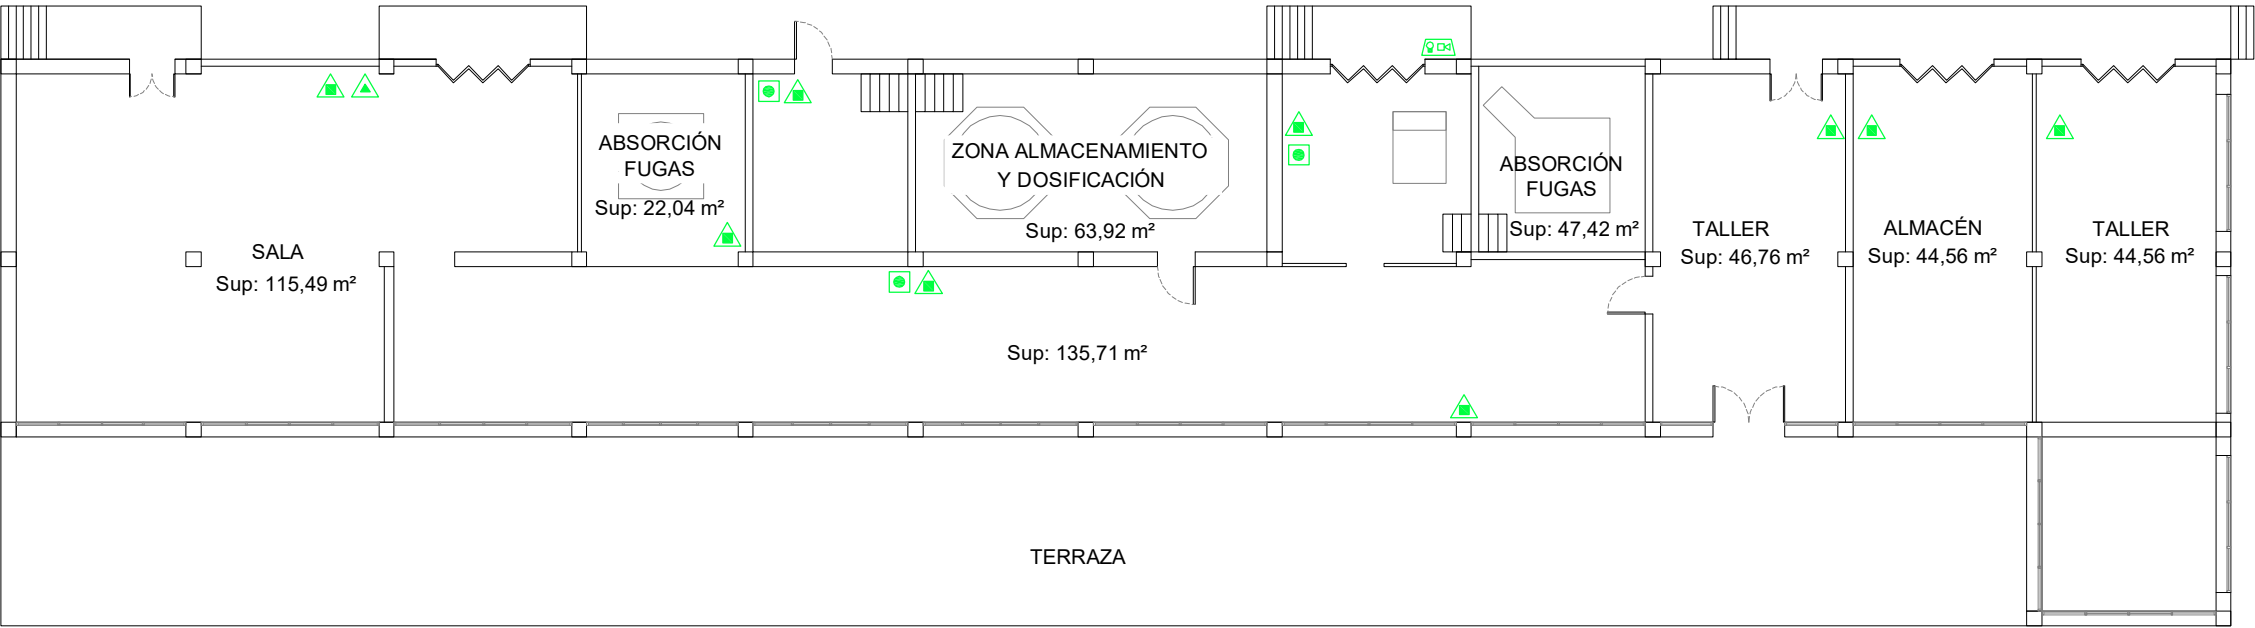 ABSORCIÓN
FUGAS
Sup: 22,04 m²
ZONA ALMACENAMIENTO
Y DOSIFICACIÓN
Sup: 63,92 m²
ABSORCIÓN
FUGAS
Sup: 47,42 m²
SALA
Sup: 115,49 m²
TALLER
Sup: 46,76 m²
ALMACÉN
Sup: 44,56 m²
TALLER
Sup: 44,56 m²
Sup: 135,71 m²
TERRAZA